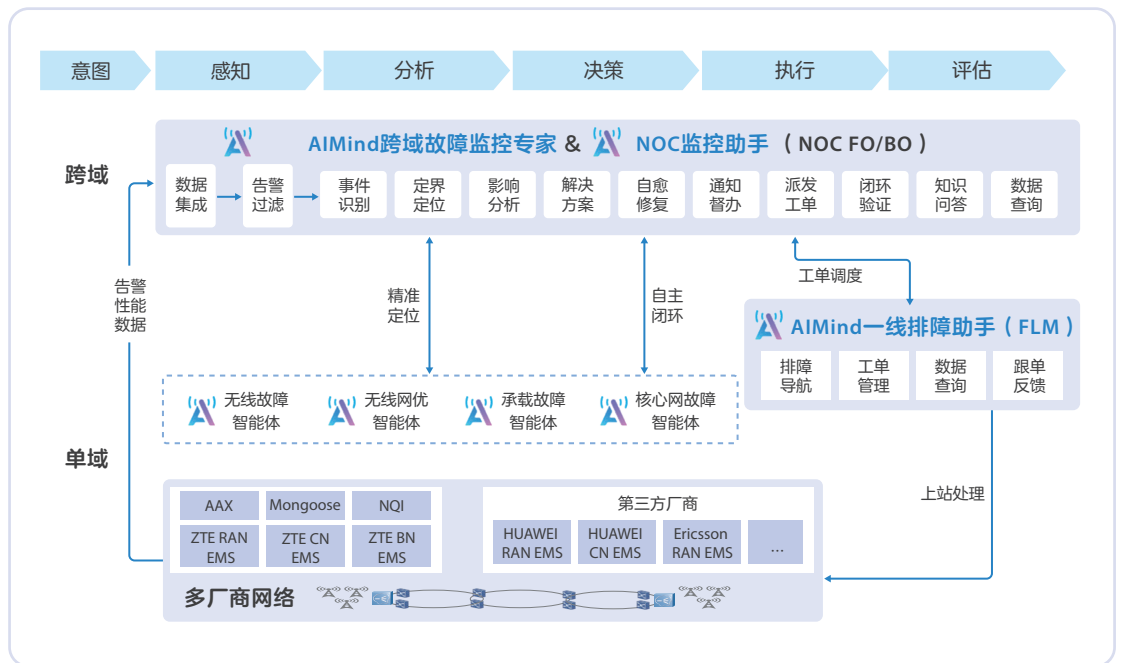 意图
感知
分析
决策
执行
评估
跨域
AIMind跨域故障监控专家 & NOC监控助手（NOC FO/BO）
数据
集成
告警
过滤
事件
识别
定界
定位
影响
分析
解决
方案
自愈
修复
通知
督办
派发
工单
闭环
验证
知识
问答
数据
查询
告警
性能
数据
精准
定位
自主
闭环
工单调度
AIMind一线排障助手（FLM）
排障
导航
工单
管理
数据
查询
跟单
反馈
无线故障
智能体
无线网优
智能体
承载故障
智能体
核心网故障
智能体
单域
上站处理
AAX
Mongoose
NQI
ZTE RAN
EMS
ZTE CN
EMS
ZTE BN
EMS
第三方厂商
HUAWEI
RAN EMS
HUAWEI
CN EMS
Ericsson
RAN EMS
...
多厂商网络